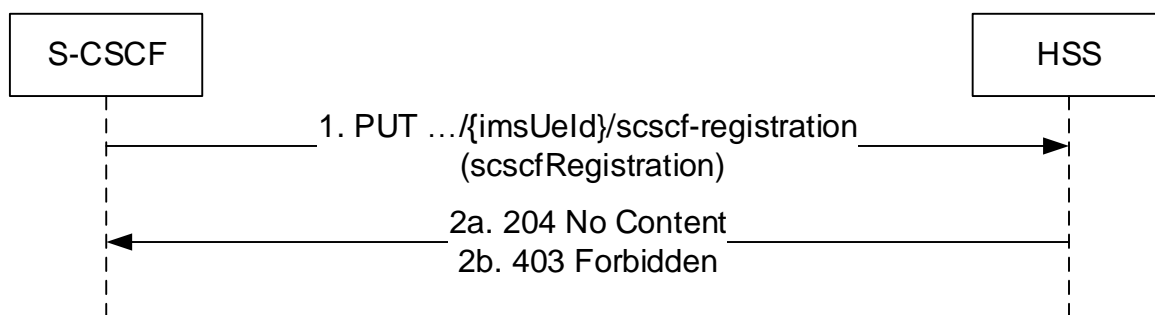 S-CSCF
HSS
1. PUT …/{imsUeId}/scscf-registration
(scscfRegistration)
2a. 204 No Content
2b. 403 Forbidden